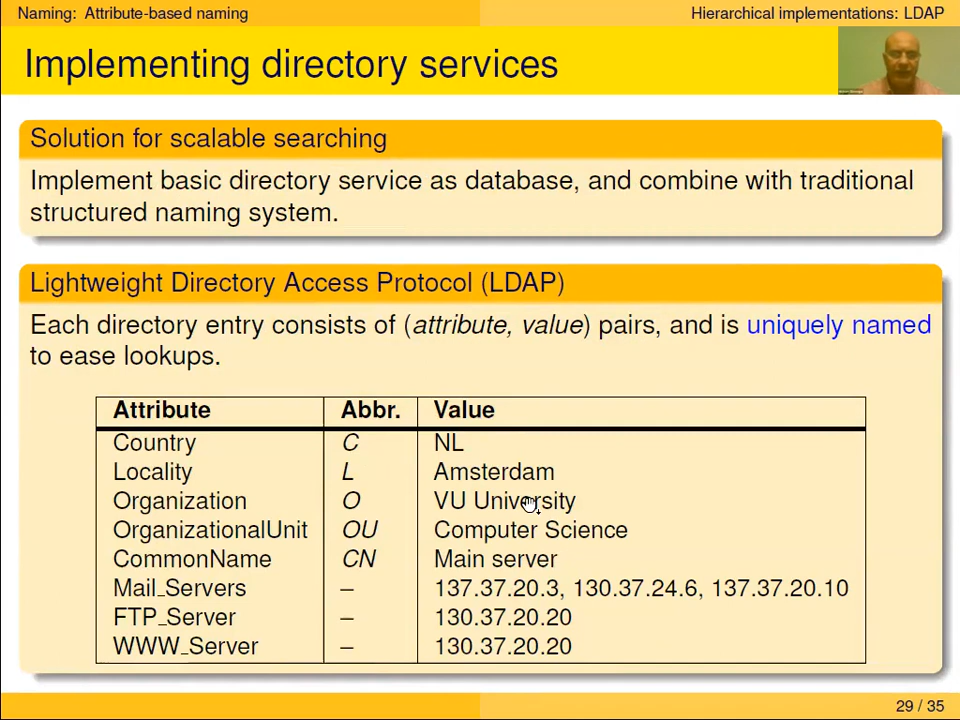 Naming: Attribute-based naming Hierarchical implementations: LDAP
Implementing directory services
Solution for scalable searching
Implement basic directory service as database, and combine with traditional
structured naming system.
Lightweight Directory Access Protocol (LDAP)
Each directory entry consists of (attribute, value) pairs, and is uniquely named
to ease lookups.
Attribute Abbr. Value
Country C NL
Locality L Amsterdam
Organization O VU University
OrganizationalUnit OU Computer Science
CommonName CN Main server
Mail_Servers – 137.37.20.3, 130.37.24.6, 137.37.20.10
FTP_Server – 130.37.20.20
WWW_Server – 130.37.20.20
29 / 35